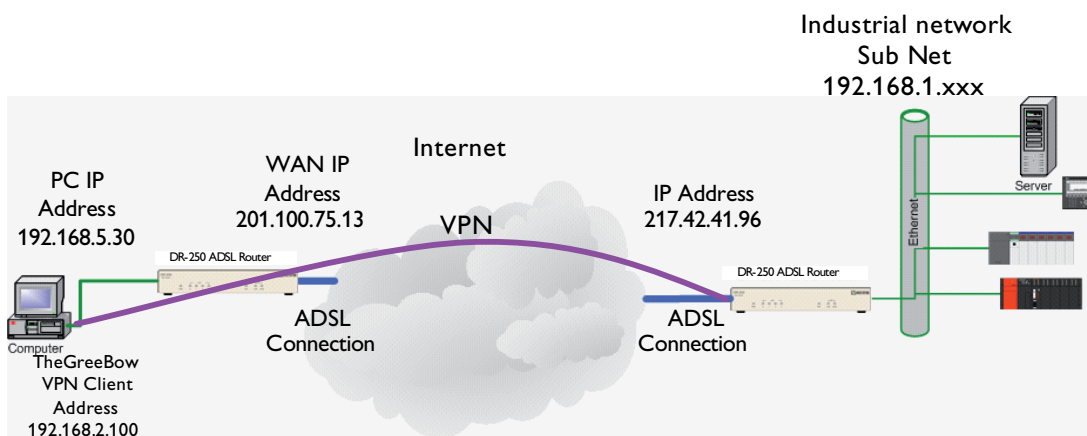 Industrial network
Sub Net
192.168.1.xxx
Internet
WAN IP
Address
201.100.75.13
PC IP
Address
192.168.5.30
IP Address
217.42.41.96
VPN
Server
Ethernet
DR-250 ADSL Router
DR-250 ADSL Router
ADSL
Connection
ADSL
Connection
Computer
TheGreeBow
VPN Client
Address
192.168.2.100